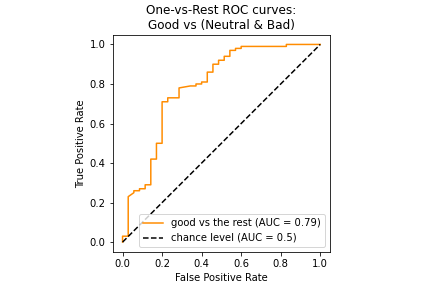 One-vs-Rest ROC curves:
Good vs (Neutral & Bad)
True Positive Rate
1.0
0.8
0.6
0.4
0.2
0.0
good vs the rest (AUC = 0.79)
chance level (AUC = 0.5)
0.0 0.2 0.4 0.6 0.8 1.0
False Positive Rate